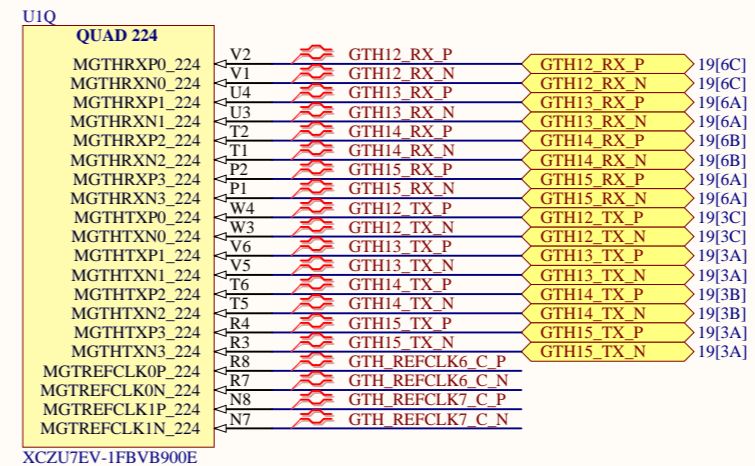 U1Q
QUAD 224
MGTHRXP0_224 V2 GTH12_RX_P GTH12_RX_P 19[6C]
MGTHRXN0_224 V1 GTH12_RX_N GTH12_RX_N 19[6C]
MGTHRXP1_224 U4 GTH13_RX_P GTH13_RX_P 19[6A]
MGTHRXN1_224 U3 GTH13_RX_N GTH13_RX_N 19[6A]
MGTHRXP2_224 T2 GTH14_RX_P GTH14_RX_P 19[6B]
MGTHRXN2_224 T1 GTH14_RX_N GTH14_RX_N 19[6B]
MGTHRXP3_224 P2 GTH15_RX_P GTH15_RX_P 19[6A]
MGTHRXN3_224 P1 GTH15_RX_N GTH15_RX_N 19[6A]
MGTHTXP0_224 W4 GTH12_TX_P GTH12_TX_P 19[3C]
MGTHTXN0_224 W3 GTH12_TX_N GTH12_TX_N 19[3C]
MGTHTXP1_224 V6 GTH13_TX_P GTH13_TX_P 19[3A]
MGTHTXN1_224 V5 GTH13_TX_N GTH13_TX_N 19[3A]
MGTHTXP2_224 T6 GTH14_TX_P GTH14_TX_P 19[3B]
MGTHTXN2_224 T5 GTH14_TX_N GTH14_TX_N 19[3B]
MGTHTXP3_224 R4 GTH15_TX_P GTH15_TX_P 19[3A]
MGTHTXN3_224 R3 GTH15_TX_N GTH15_TX_N 19[3A]
MGTREFCLK0P_224 R8 GTH_REFCLK6_C_P
MGTREFCLK0N_224 R7 GTH_REFCLK6_C_N
MGTREFCLK1P_224 N8 GTH_REFCLK7_C_P
MGTREFCLK1N_224 N7 GTH_REFCLK7_C_N
XCZU7EV-1FBVB900E